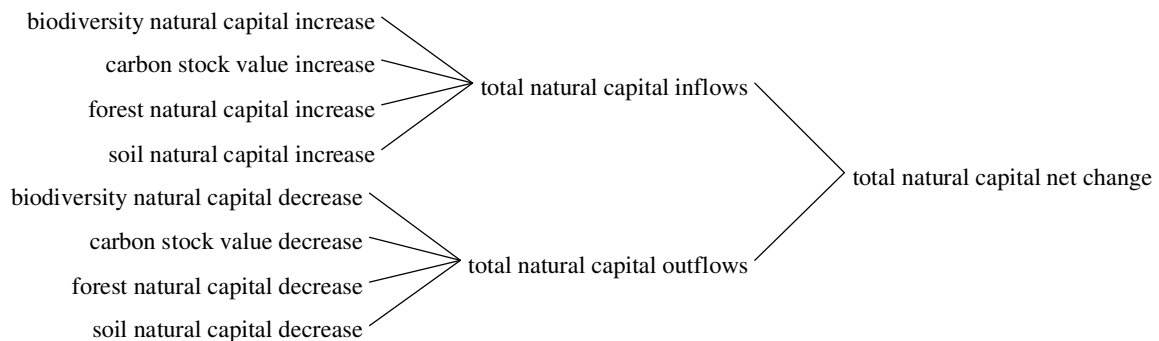 biodiversity natural capital increase
carbon stock value increase
forest natural capital increase
soil natural capital increase
total natural capital inflows
biodiversity natural capital decrease
carbon stock value decrease
forest natural capital decrease
soil natural capital decrease
total natural capital outflows
total natural capital net change